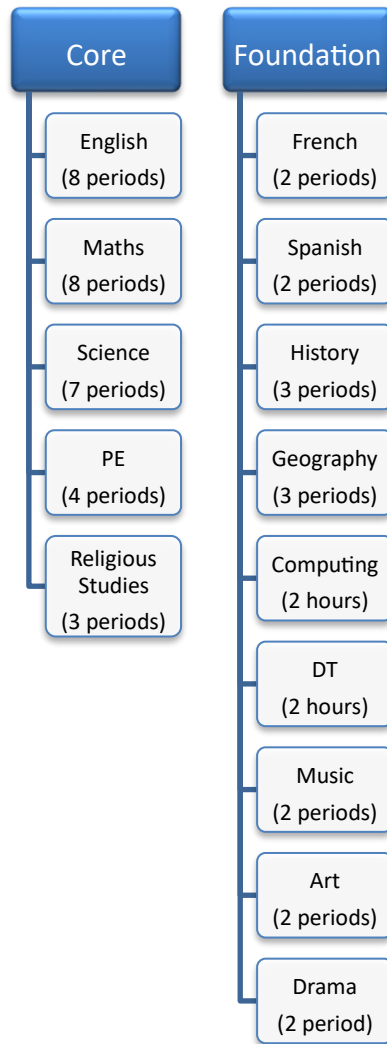 Core
English
(8 periods)
Maths
(8 periods)
Science
(7 periods)
PE
(4 periods)
Religious
Studies
(3 periods)
Foundation
French
(2 periods)
Spanish
(2 periods)
History
(3 periods)
Geography
(3 periods)
Computing
(2 hours)
DT
(2 hours)
Music
(2 periods)
Art
(2 periods)
Drama
(2 period)